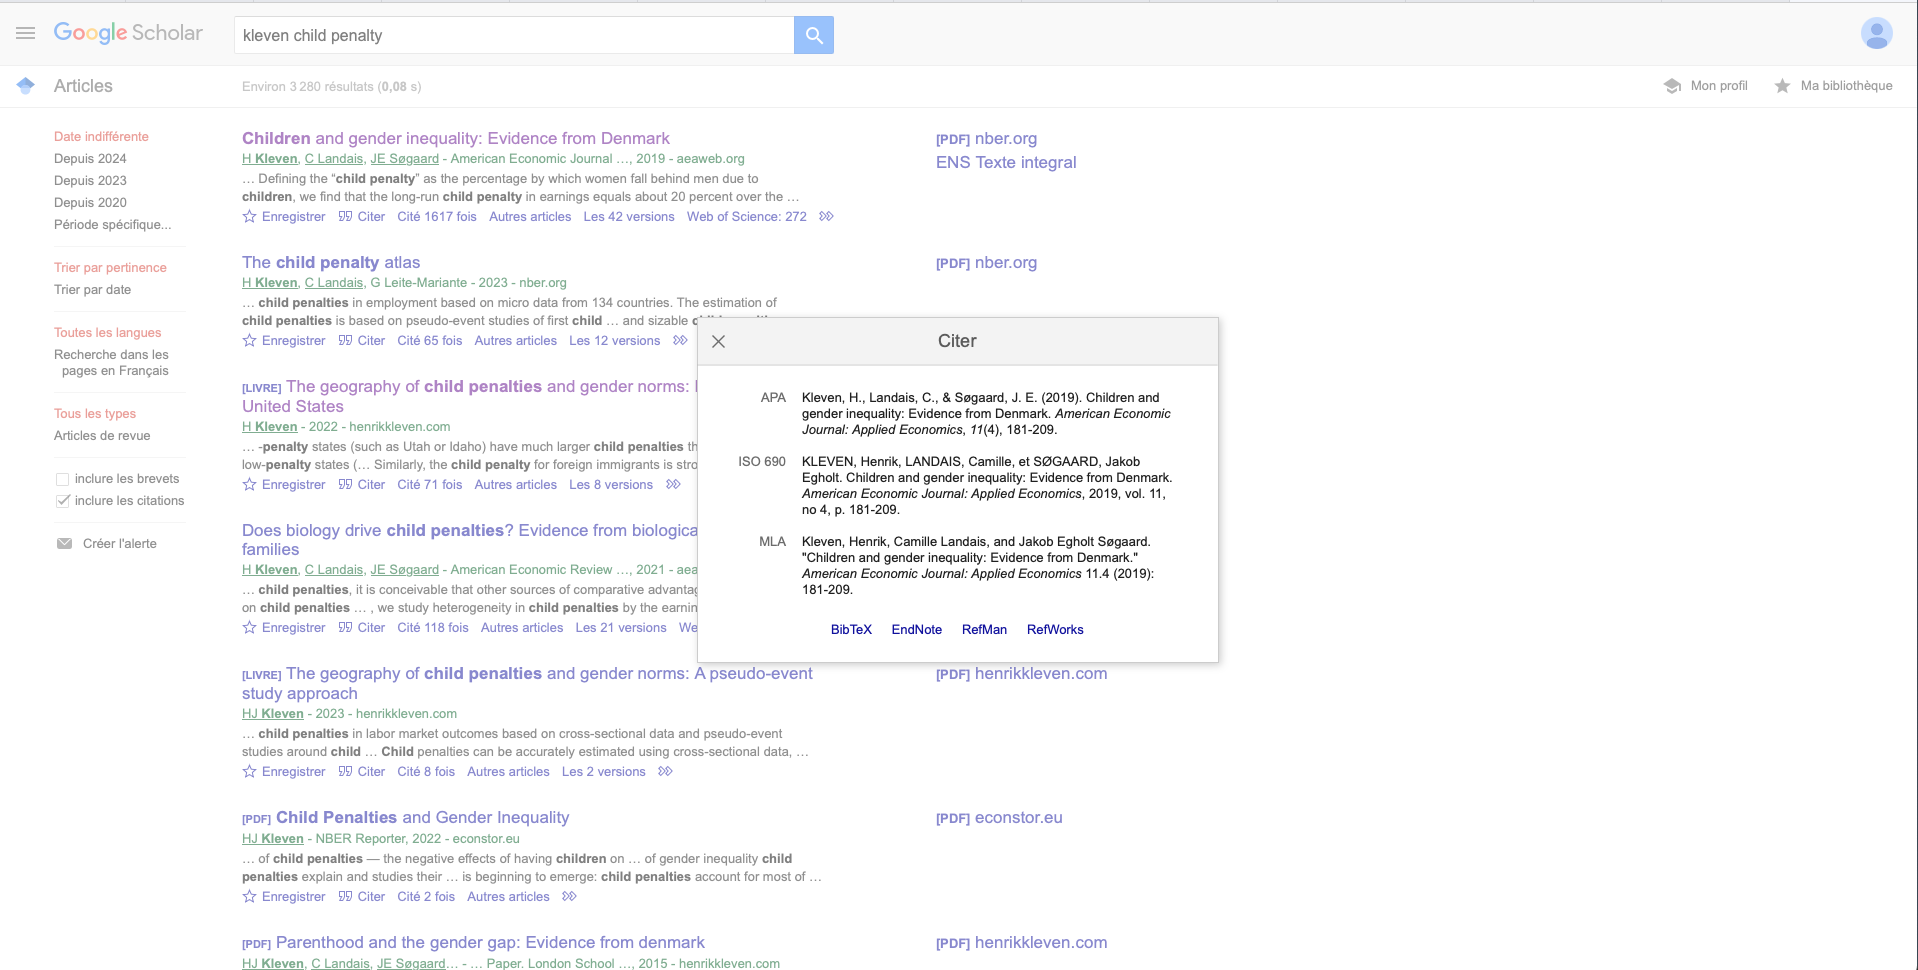 Google Scholar
kleven child penalty
Articles
Environ 3 280 résultats (0,08 s)
Mon profil
Ma bibliothèque
Date indifférente
Depuis 2024
Depuis 2023
Depuis 2020
Période spécifique...
Trier par pertinence
Trier par date
Toutes les langues
Recherche dans les
pages en Français
Tous les types
Articles de revue
inclure les brevets
inclure les citations
Créer l'alerte
Children and gender inequality: Evidence from Denmark
H Kleven, C Landais, JE Søgaard - American Economic Journal …, 2019 - aeaweb.org
… Defining the “child penalty” as the percentage by which women fall behind men due to
children, we find that the long-run child penalty in earnings equals about 20 percent over the …
Enregistrer Citer Cité 1617 fois Autres articles Les 42 versions Web of Science: 272
[PDF] nber.org
ENS Texte integral
The child penalty atlas
H Kleven, C Landais, G Leite-Mariante - 2023 - nber.org
… child penalties in employment based on micro data from 134 countries. The estimation of
child penalties is based on pseudo-event studies of first child … and sizable
Enregistrer Citer Cité 65 fois Autres articles Les 12 versions
[PDF] nber.org
[LIVRE] The geography of child penalties and gender norms:
United States
H Kleven - 2022 - henrikkleven.com
… -penalty states (such as Utah or Idaho) have much larger child penalties th
low-penalty states (… Similarly, the child penalty for foreign immigrants is stro
Enregistrer Citer Cité 71 fois Autres articles Les 8 versions
Does biology drive child penalties? Evidence from biologica
families
H Kleven, C Landais, JE Søgaard - American Economic Review …, 2021 - aea
… child penalties, it is conceivable that other sources of comparative advantag
on child penalties … , we study heterogeneity in child penalties by the earnin
Enregistrer Citer Cité 118 fois Autres articles Les 21 versions We
[LIVRE] The geography of child penalties and gender norms: A pseudo-event
study approach
HJ Kleven - 2023 - henrikkleven.com
… child penalties in labor market outcomes based on cross-sectional data and pseudo-event
studies around child … Child penalties can be accurately estimated using cross-sectional data, …
Enregistrer Citer Cité 8 fois Autres articles Les 2 versions
[PDF] henrikkleven.com
[PDF] Child Penalties and Gender Inequality
HJ Kleven - NBER Reporter, 2022 - econstor.eu
… of child penalties — the negative effects of having children on … of gender inequality child
penalties explain and studies their … is beginning to emerge: child penalties account for most of …
Enregistrer Citer Cité 2 fois Autres articles
[PDF] econstor.eu
[PDF] Parenthood and the gender gap: Evidence from denmark
HJ Kleven, C Landais, JE Søgaard… - … Paper. London School …, 2015 - henrikkleven.com
[PDF] henrikkleven.com
Citer
APA
Kleven, H., Landais, C., & Søgaard, J. E. (2019). Children and
gender inequality: Evidence from Denmark. American Economic
Journal: Applied Economics, 11(4), 181-209.
ISO 690
KLEVEN, Henrik, LANDAIS, Camille, et SØGAARD, Jakob
Egholt. Children and gender inequality: Evidence from Denmark.
American Economic Journal: Applied Economics, 2019, vol. 11,
no 4, p. 181-209.
MLA
Kleven, Henrik, Camille Landais, and Jakob Egholt Søgaard.
"Children and gender inequality: Evidence from Denmark."
American Economic Journal: Applied Economics 11.4 (2019):
181-209.
BibTeX EndNote RefMan RefWorks